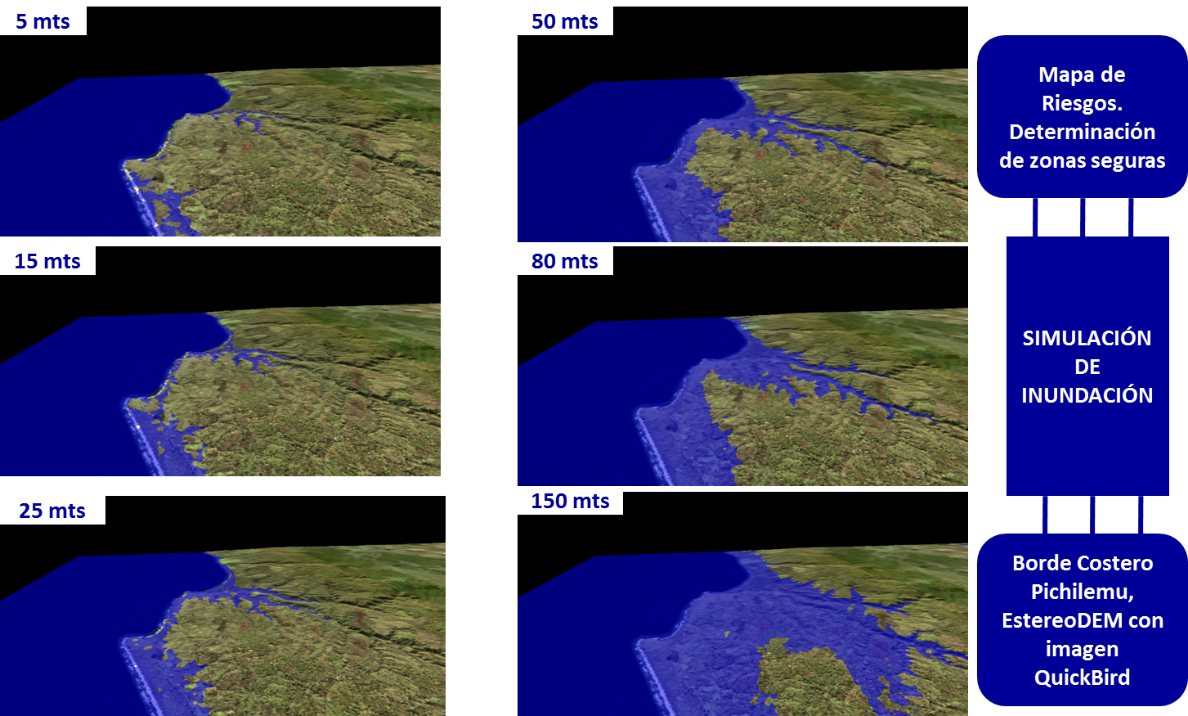 5 mts
50 mts
15 mts
80 mts
25 mts
150 mts
Mapa de
Riesgos.
Determinación
de zonas seguras
SIMULACIÓN
DE
INUNDACIÓN
Borde Costero
Pichilemu,
EstereoDEM con
imagen
QuickBird